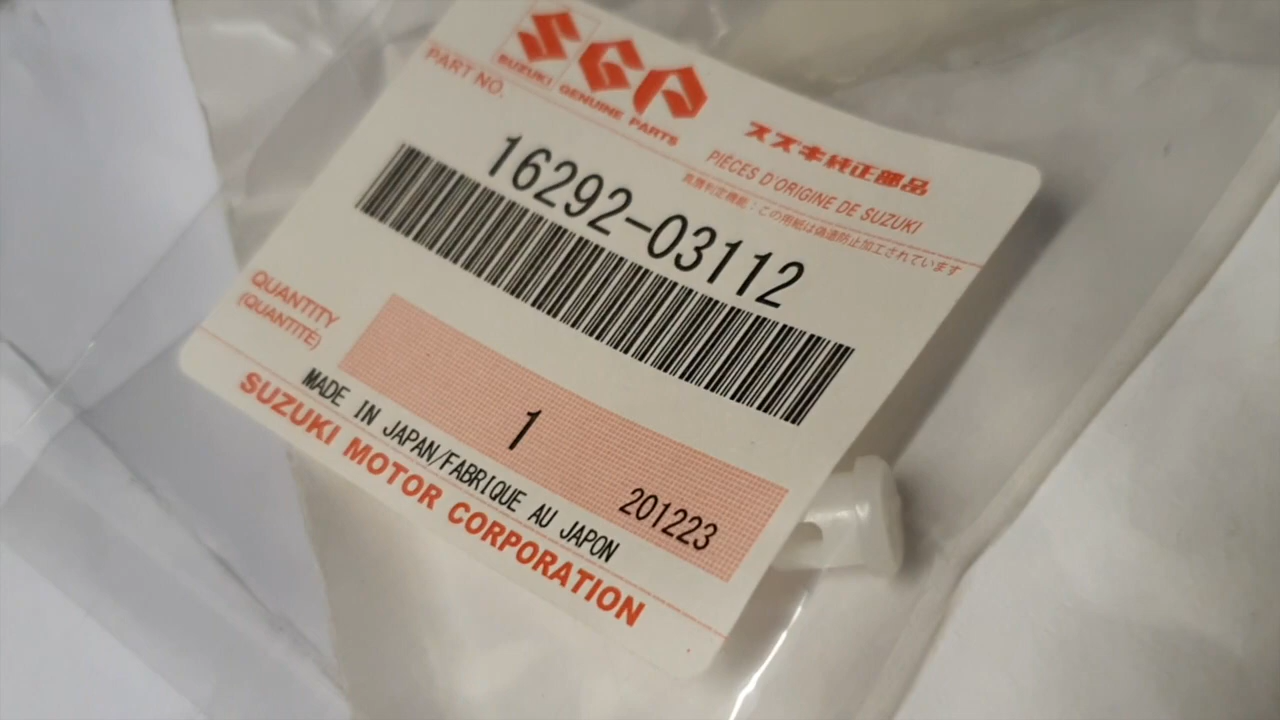 SGP
SUZUKI GENUINE PARTS
スズキ純正部品
PIÈCES D'ORIGINE DE SUZUKI
真贋判定機能：この用紙は偽造防止加工されています
PART NO.
16292-03112
QUANTITY
(QUANTITÉ)
1
201223
MADE IN JAPAN/FABRIQUE AU JAPON
SUZUKI MOTOR CORPORATION